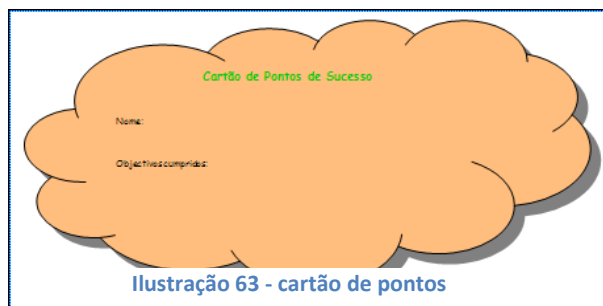 Cartão de Pontos de Sucesso
Nome:
Objectivos cumpridos:
Ilustração 63 - cartão de pontos